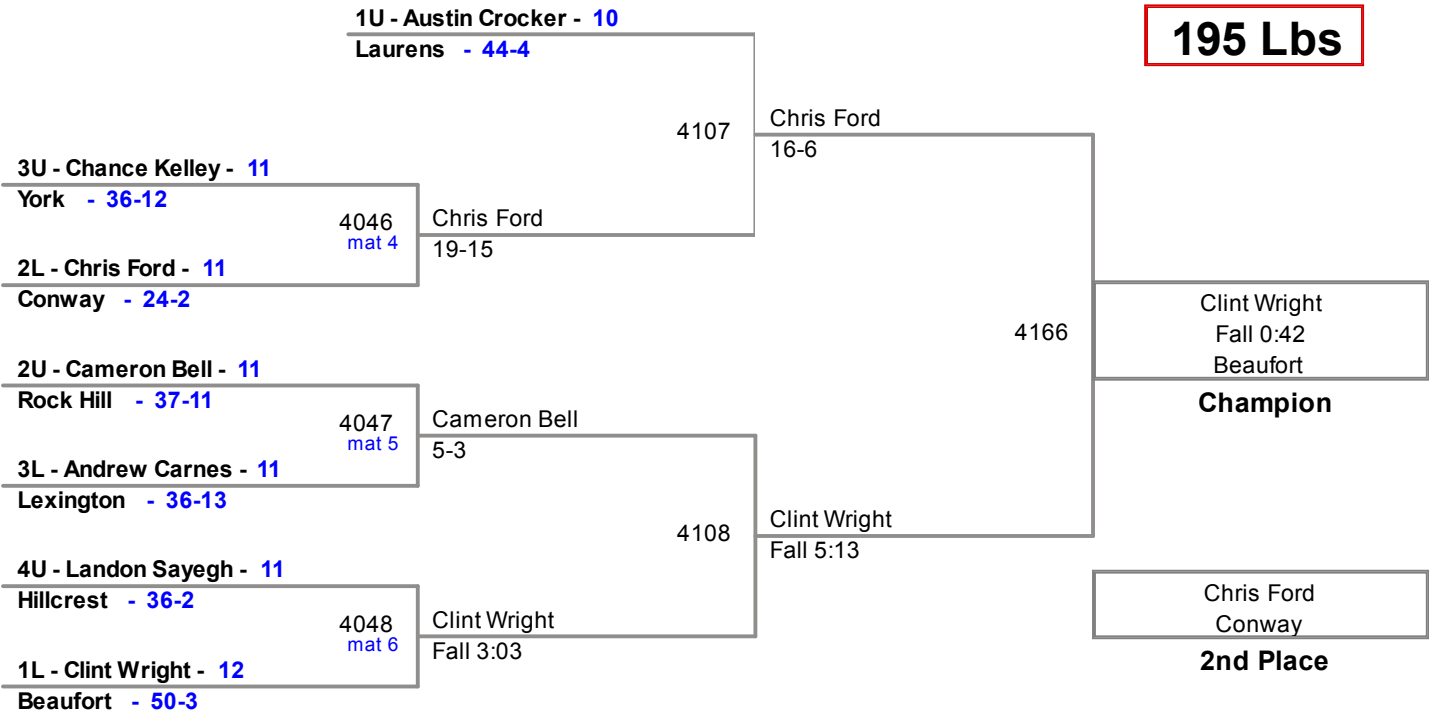 1U - Austin Crocker - 10
195 Lbs
Laurens - 44-4
4107
Chris Ford
16-6
3U - Chance Kelley - 11
York - 36-12
4046
mat 4
Chris Ford
19-15
2L - Chris Ford - 11
Conway - 24-2
4166
Clint Wright
Fall 0:42
Beaufort
Champion
2U - Cameron Bell - 11
Rock Hill - 37-11
4047
mat 5
Cameron Bell
5-3
3L - Andrew Carnes - 11
Lexington - 36-13
4108
Clint Wright
Fall 5:13
4U - Landon Sayegh - 11
Hillcrest - 36-2
4048
mat 6
Clint Wright
Fall 3:03
Chris Ford
Conway
2nd Place
1L - Clint Wright - 12
Beaufort - 50-3